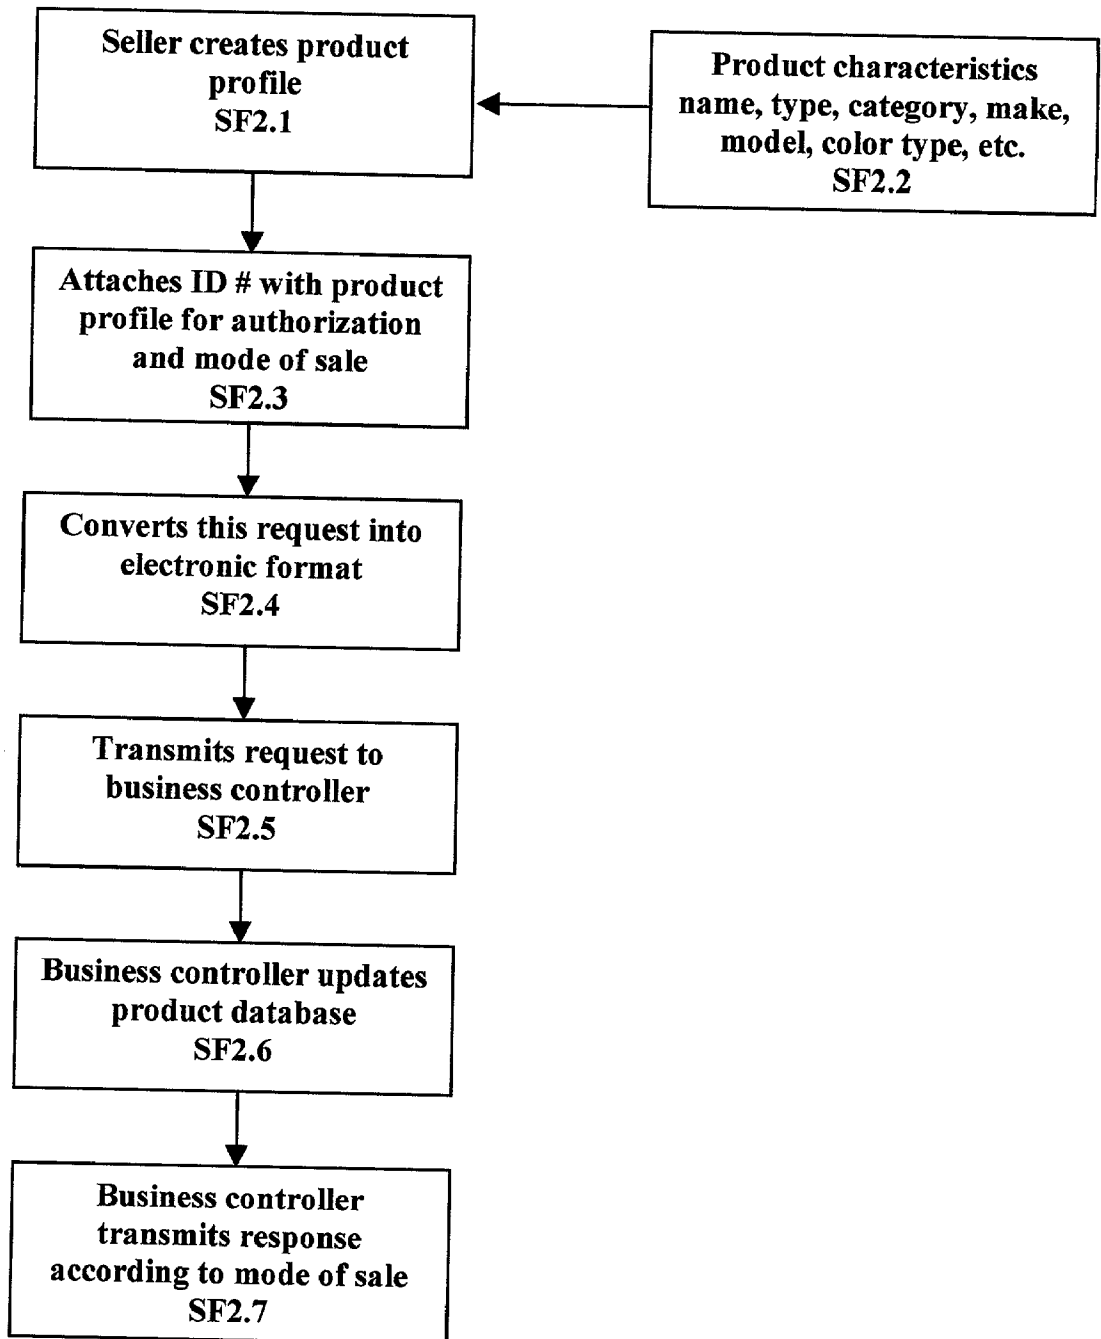 Seller creates product
profile
SF2.1
Product characteristics
name, type, category, make,
model, color type, etc.
SF2.2
Attaches ID # with product
profile for authorization
and mode of sale
SF2.3
Converts this request into
electronic format
SF2.4
Transmits request to
business controller
SF2.5
Business controller updates
product database
SF2.6
Business controller
transmits response
according to mode of sale
SF2.7